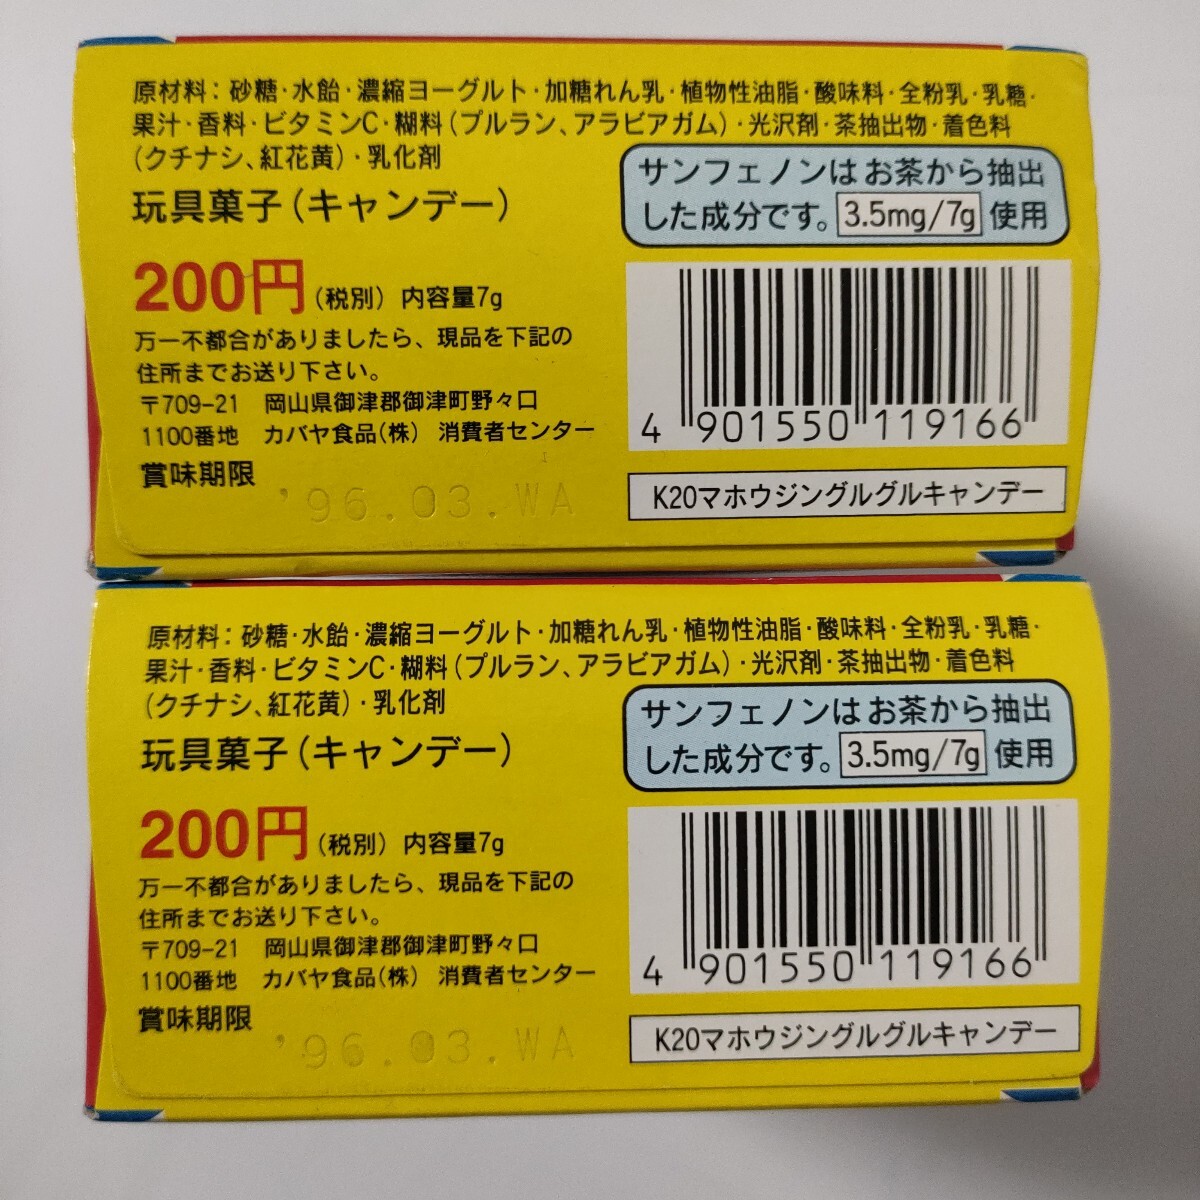 原材料：砂糖・水飴・濃縮ヨーグルト・加糖れん乳・植物性油脂・酸味料・全粉乳・乳糖・
果汁・香料・ビタミンC・糊料（プルラン、アラビアガム）・光沢剤・茶抽出物・着色料
（クチナシ、紅花黄）・乳化剤
玩具菓子（キャンデー）
サンフェノンは お茶から抽出
した成分です。3.5mg/7g 使用
200円（税別） 内容量7g
万一不都合がありましたら、現品を下記の
住所までお送り下さい。
〒709-21 岡山県御津郡御津町野々口
1100番地 カバヤ食品（株） 消費者センター
賞味期限 '96.03.WA
4 901550 119166
K20マホウジングルグルキャンデー
原材料：砂糖・水飴・濃縮ヨーグルト・加糖れん乳・植物性油脂・酸味料・全粉乳・乳糖・
果汁・香料・ビタミンC・糊料（プルラン、アラビアガム）・光沢剤・茶抽出物・着色料
（クチナシ、紅花黄）・乳化剤
玩具菓子（キャンデー）
サンフェノンは お茶から抽出
した成分です。3.5mg/7g 使用
200円（税別） 内容量7g
万一不都合がありましたら、現品を下記の
住所までお送り下さい。
〒709-21 岡山県御津郡御津町野々口
1100番地 カバヤ食品（株） 消費者センター
賞味期限 '96.03.WA
4 901550 119166
K20マホウジングルグルキャンデー